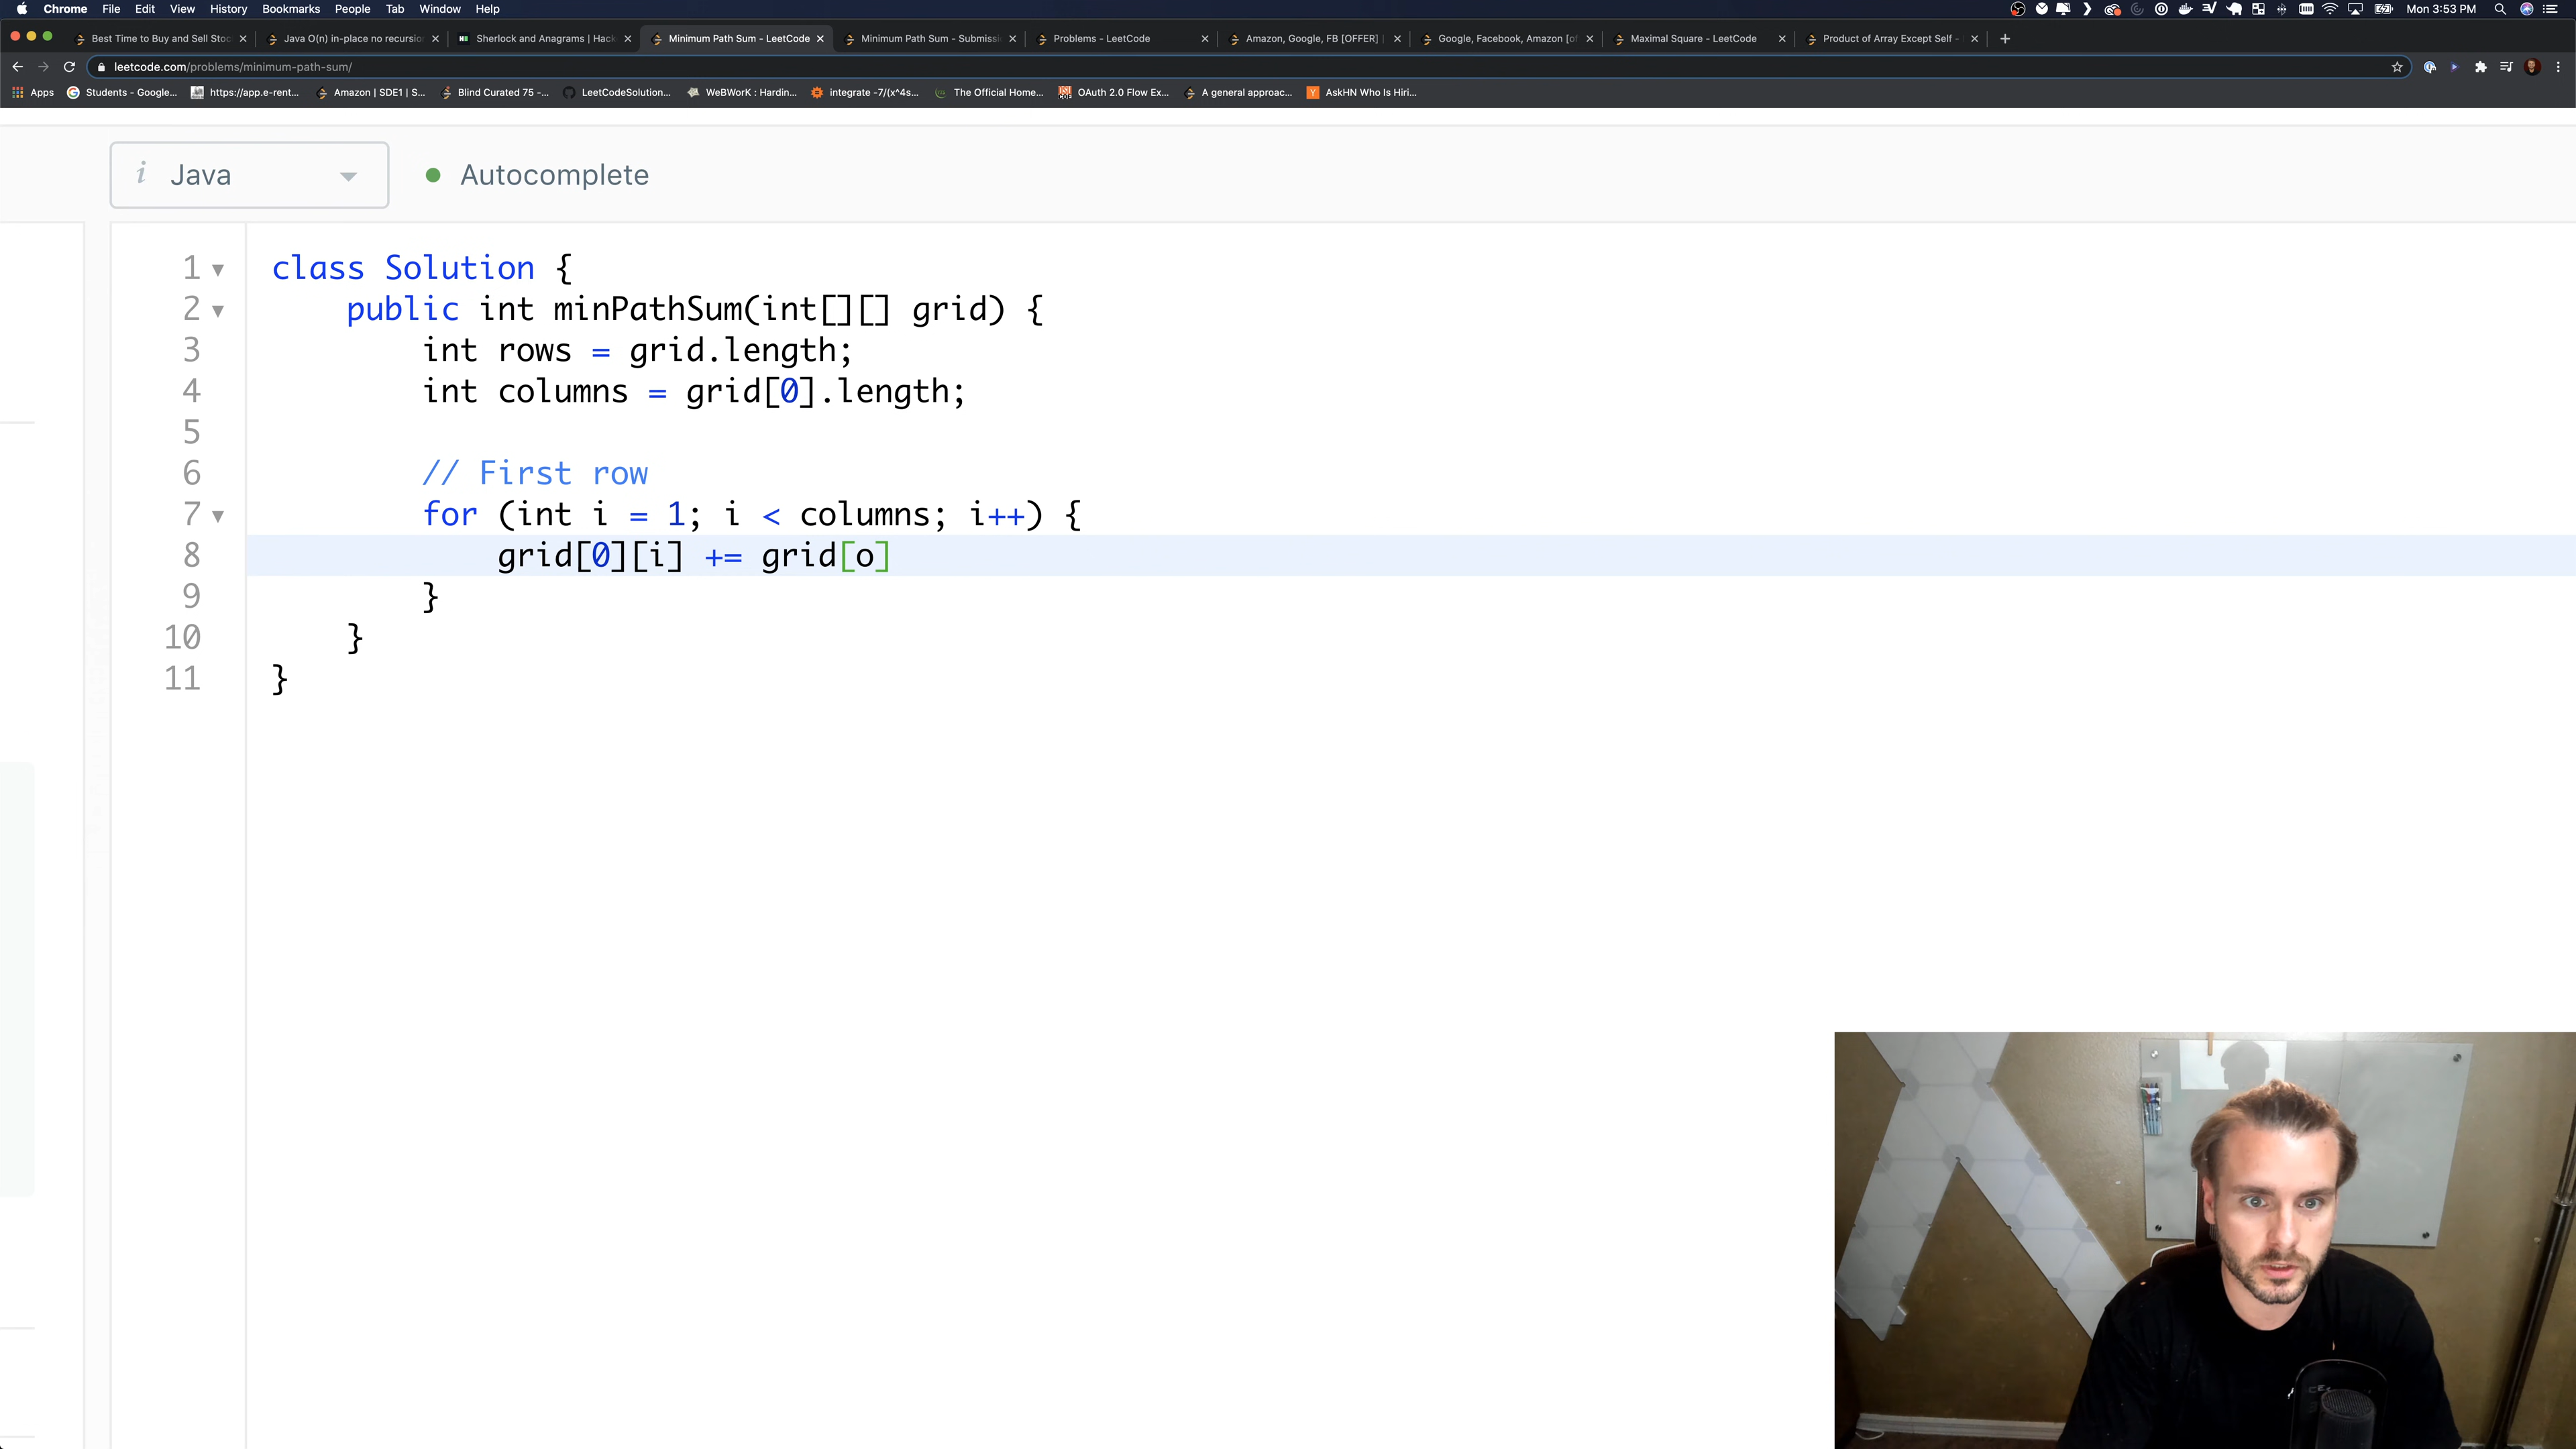 Chrome File Edit View History Bookmarks People Tab Window Help Mon 3:53 PM
Best Time to Buy and Sell Stoc Java O(n) in-place no recursion Sherlock and Anagrams | Hack Minimum Path Sum - LeetCode Minimum Path Sum - Submissi Problems - LeetCode Amazon, Google, FB [OFFER] | Google, Facebook, Amazon [of Maximal Square - LeetCode Product of Array Except Self -
leetcode.com/problems/minimum-path-sum/
Apps Students - Google... https://app.e-rent... Amazon | SDE1 | S... Blind Curated 75 -... LeetCodeSolution... WeBWorK : Hardin... integrate -7/(x^4s... The Official Home... OAuth 2.0 Flow Ex... A general approac... AskHN Who Is Hiri...
i Java Autocomplete
1 class Solution {
2 public int minPathSum(int[][] grid) {
3 int rows = grid.length;
4 int columns = grid[0].length;
5
6 // First row
7 for (int i = 1; i < columns; i++) {
8 grid[0][i] += grid[o]
9 }
10 }
11 }